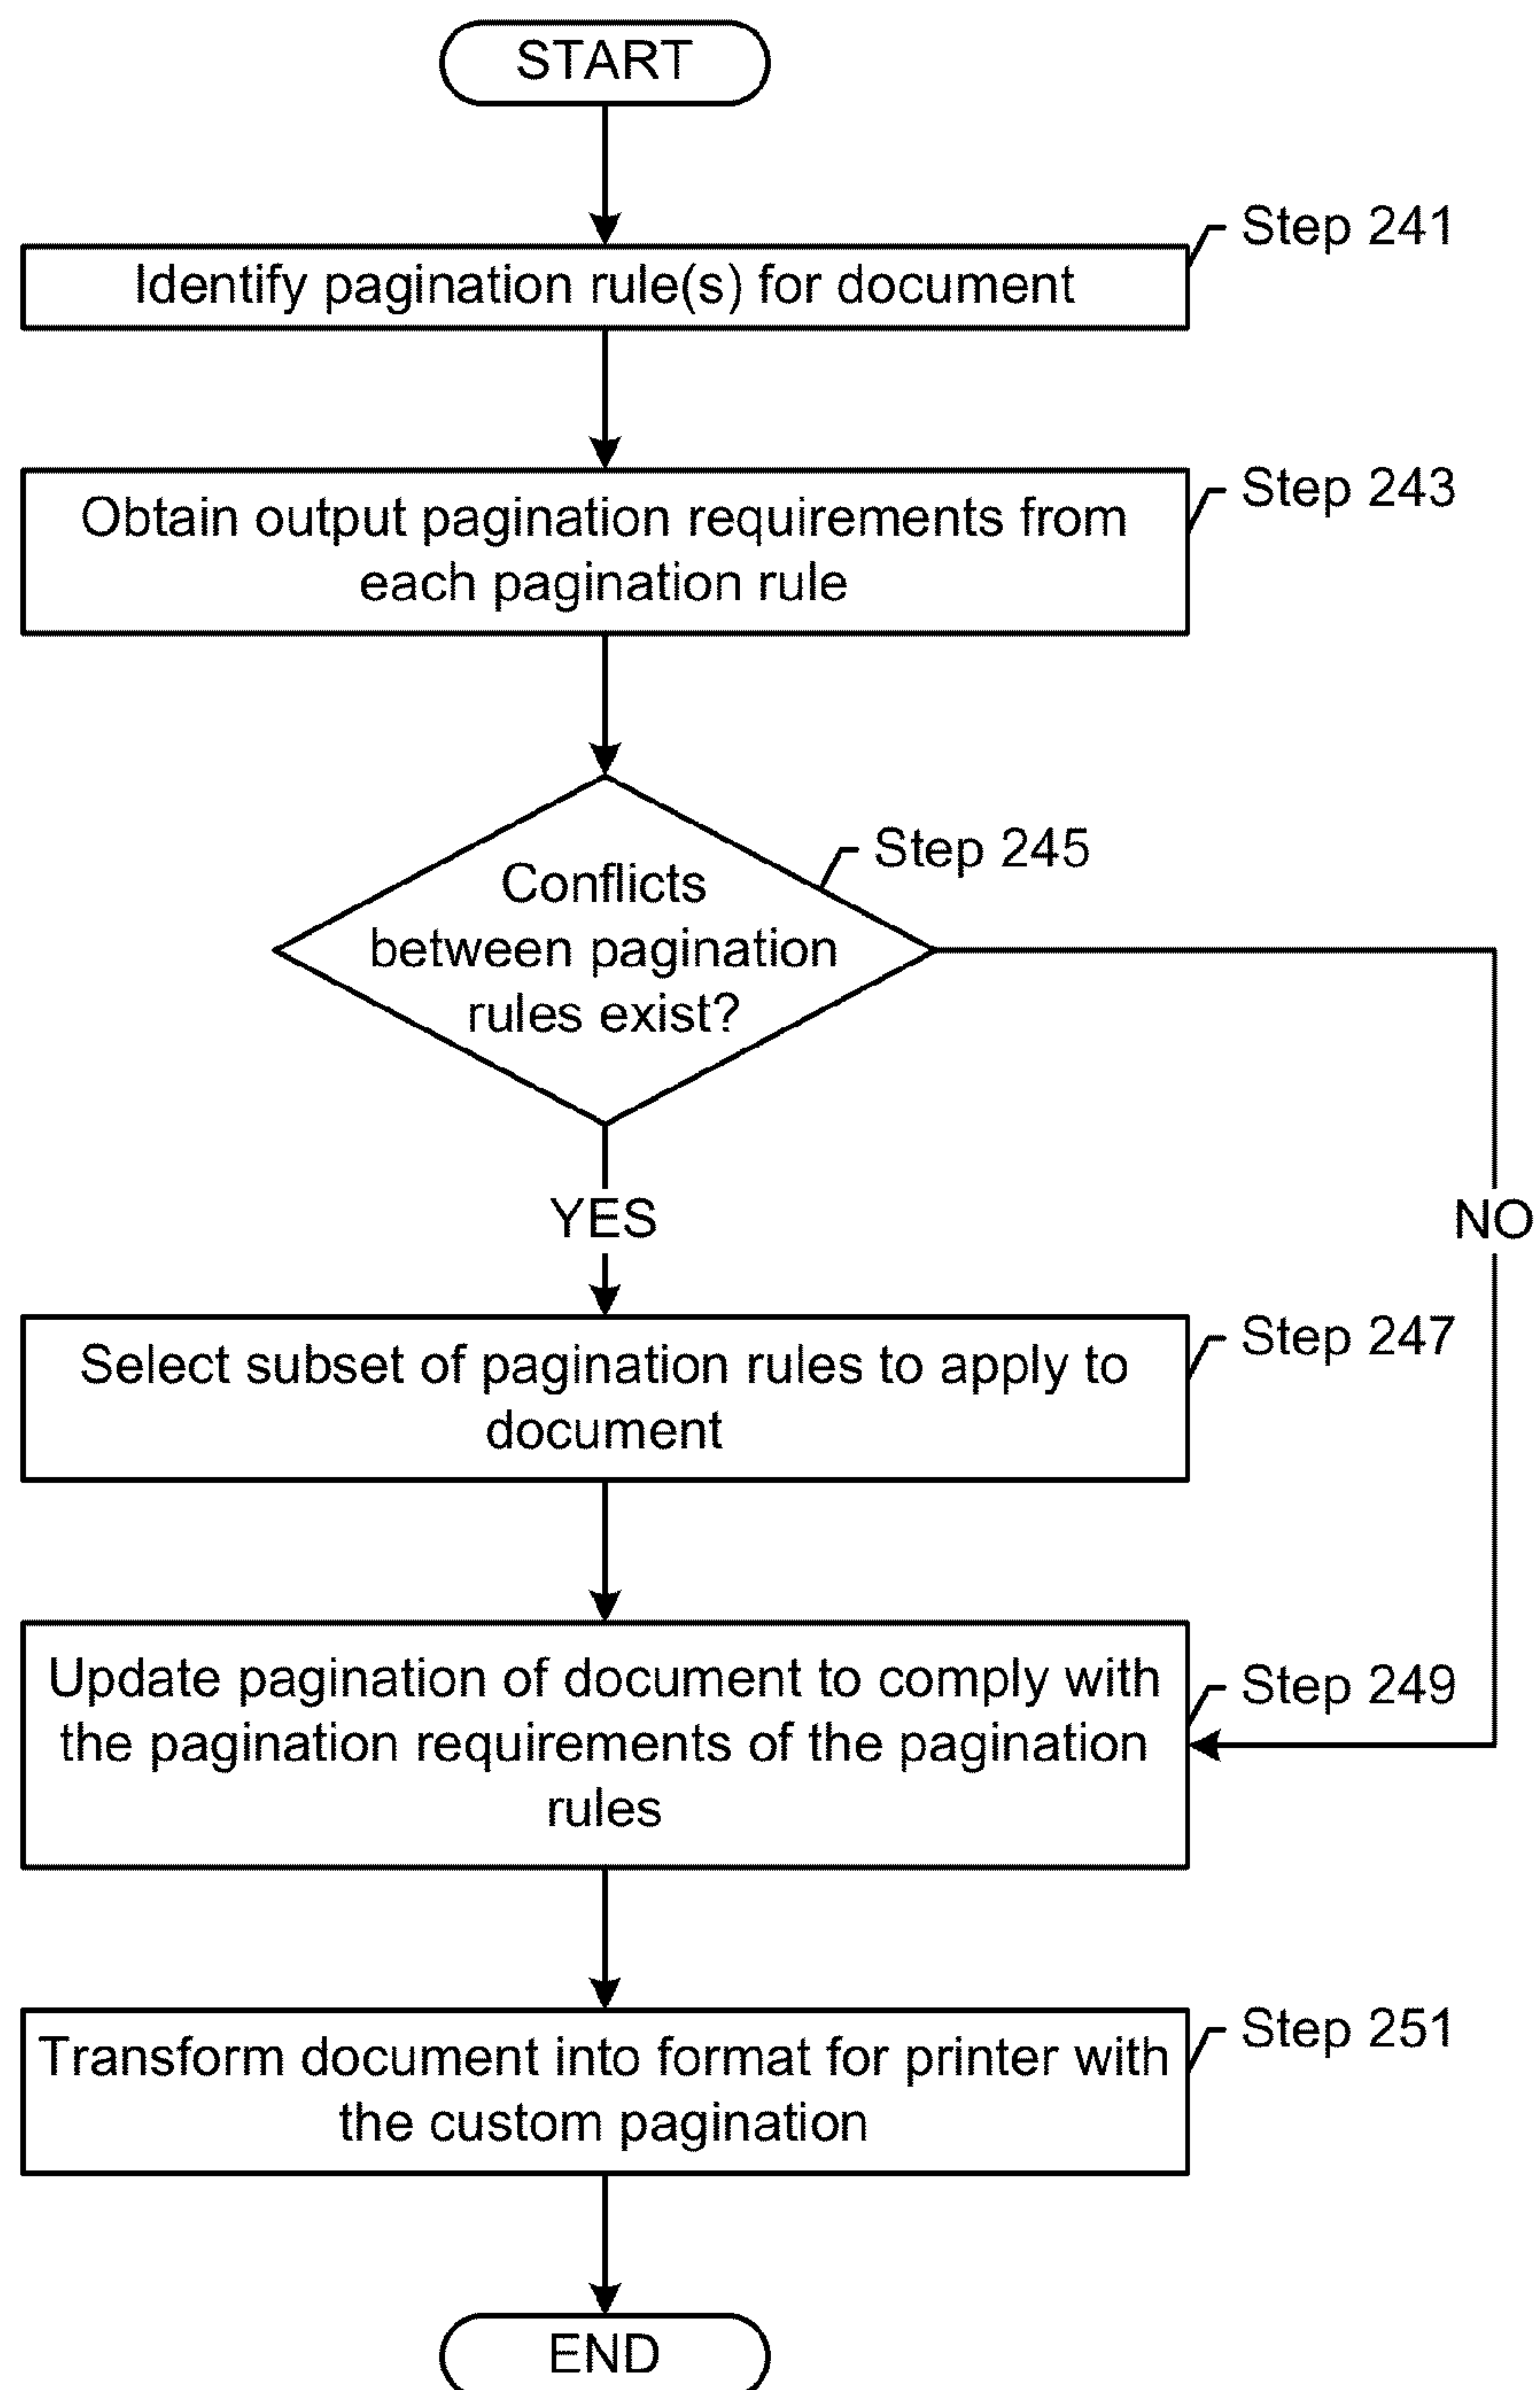 START
Step 241
Identify pagination rule(s) for document
Step 243
Obtain output pagination requirements from
each pagination rule
Step 245
Conflicts
between pagination
rules exist?
YES
NO
Step 247
Select subset of pagination rules to apply to
document
Step 249
Update pagination of document to comply with
the pagination requirements of the pagination
rules
Step 251
Transform document into format for printer with
the custom pagination
END